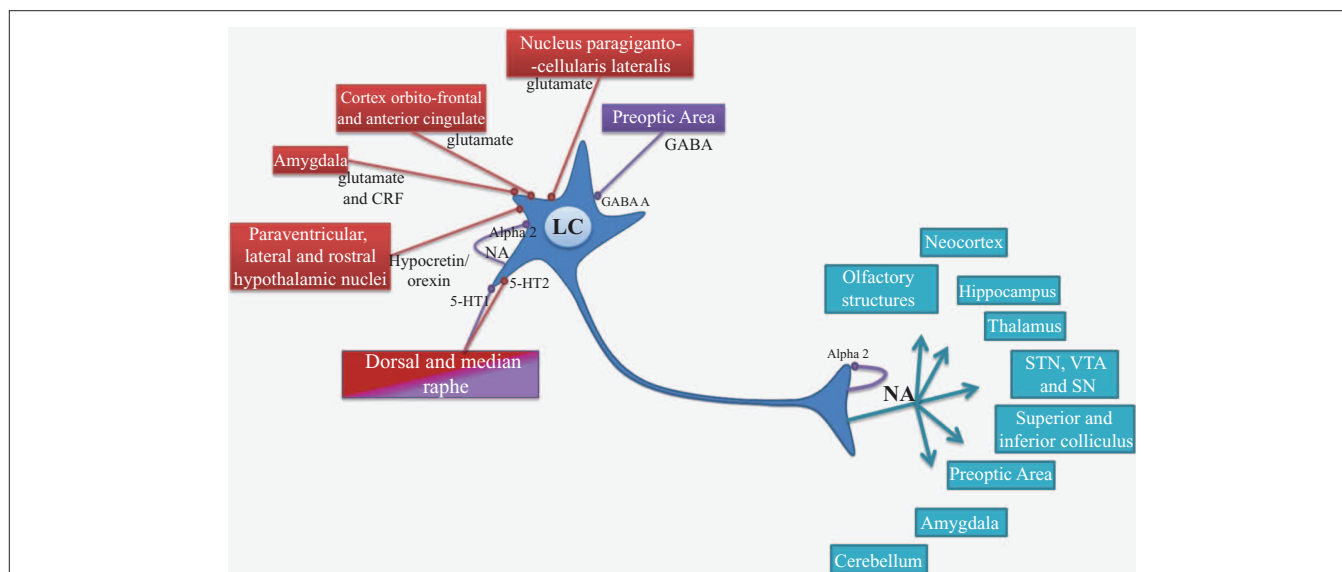 Nucleus paragiganto-
-cellularis lateralis
glutamate
Cortex orbito-frontal
and anterior cingulate
glutamate
Preoptic Area
GABA
Amygdala
glutamate
and CRF
GABA A
LC
Paraventricular,
lateral and rostral
hypothalamic nuclei
Alpha 2
NA
Hypocretin/
orexin
5-HT1
5-HT2
Dorsal and median
raphe
Neocortex
Olfactory
structures
Hippocampus
Thalamus
Alpha 2
NA
STN, VTA
and SN
Superior and
inferior colliculus
Preoptic Area
Amygdala
Cerebellum